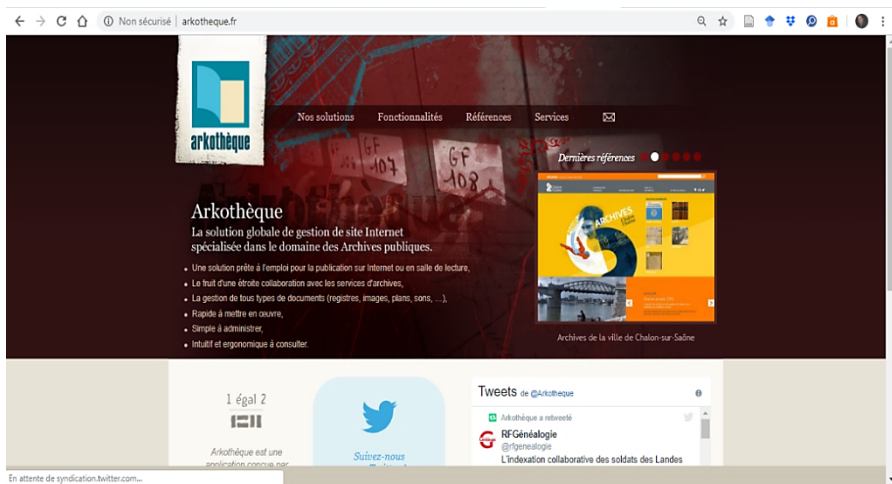 Non sécurisé | arkotheque.fr
arkothèque
Nos solutions Fonctionnalités Références Services
GF
107
GF
108
Dernières références
ARCHIVES
Arkothèque
La solution globale de gestion de site Internet
spécialisée dans le domaine des Archives publiques.
Une solution prête à l'emploi pour la publication sur Internet ou en salle de lecture,
Le fruit d'une étroite collaboration avec les services d'archives,
La gestion de tous types de documents (registres, images, plans, sons, ...),
Rapide à mettre en œuvre,
Simple à administrer,
Intuitif et ergonomique à consulter.
Archives de la ville de Chalon-sur-Saône
1 égal 2
Arkothèque est une
application conçue par
Suivez-nous
Tweets de @Arkotheque
Arkothèque a retweeté
RFGénéalogie
@rfgenealogie
L'indexation collaborative des soldats des Landes
En attente de syndication.twitter.com...